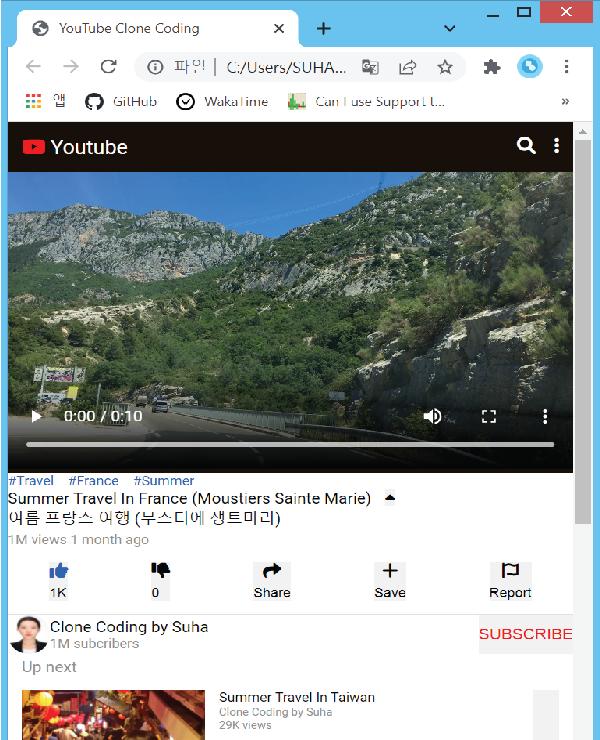 YouTube Clone Coding
파일 C:/Users/SUHA...
앱 GitHub WakaTime Can I use Support t... »
Youtube
0:00 / 0:10
#Travel #France #Summer
Summer Travel In France (Moustiers Sainte Marie)
여름 프랑스 여행 (무스티에 생트마리)
1M views 1 month ago
1K 0 Share Save Report
Clone Coding by Suha
1M subcribers
SUBSCRIBE
Up next
Summer Travel In Taiwan
Clone Coding by Suha
29K views